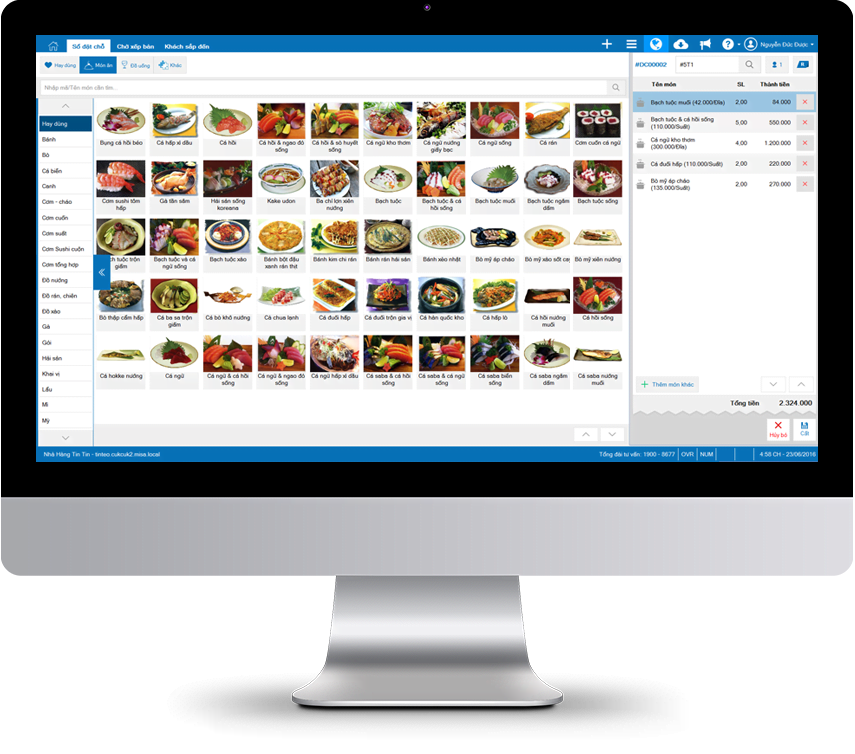 Sổ đặt chỗ Chờ xếp bàn Khách sắp đến Nguyễn Đức Được
Hay dùng Món ăn Đồ uống Khác
#DC00002 #5T1 1
Nhập mã/Tên món cần tìm...
Tên món SL Thành tiền
Hay dùng
Bánh
Bò
Cá biển
Canh
Cơm - cháo
Cơm cuốn
Cơm suất
Cơm Sushi cuốn
Cơm tổng hợp
Đồ nướng
Đồ rán, chiên
Đồ xào
Gà
Gỏi
Hải sản
Khai vị
Lẩu
Mì
Mỳ
Bụng cá hồi béo
Cá hấp xì dầu
Cá hồi
Cá hồi & ngao đỏ
sống
Cá hồi & sò huyết
sống
Cá ngừ kho thơm
Cá ngừ nướng
giấy bạc
Cá ngừ sống
Cá rán
Cơm cuốn cá ngừ
Cơm sushi tôm
hấp
Gà tần sâm
Hải sản sống
koreana
Kake udon
Ba chỉ lợn xiên
nướng
Bạch tuộc
Bạch tuộc & cá
hồi sống
Bạch tuộc muối
Bạch tuộc ngâm
dấm
Bạch tuộc sống
ch tuộc trộn
giấm
Bạch tuộc và cá
ngừ sống
Bạch tuộc xào
Bánh bột đậu
xanh rán thịt
Bánh kim chi rán
Bánh rán hải sản
Bánh xèo nhật
Bò mỹ áp chảo
Bò mỹ xào sốt cay
Bò mỹ xiên nướng
Bò thập cẩm hấp
Cá ba sa trộn
giấm
Cá bò khô nướng
Cà chua lạnh
Cá đuối hấp
Cá đuối trộn gia vị
Cá hàn quốc kho
Cá hấp lò
Cá hồi nướng
muối
Cá hồi sống
Cá hokke nướng
Cá ngừ
Cá ngừ & cá hồi
sống
Cá ngừ & ngao đỏ
sống
Cá ngừ hấp xì dầu
Cá saba & cá hồi
sống
Cá saba & cá ngừ
sống
Cá saba biển
sống
Cá saba ngâm
dấm
Cá saba nướng
muối
Bạch tuộc muối (42.000/Đĩa) 2,00 84.000
Bạch tuộc & cá hồi sống
(110.000/Suất) 5,00 550.000
Cá ngừ kho thơm
(300.000/Đĩa) 4,00 1.200.000
Cá đuối hấp (110.000/Suất) 2,00 220.000
Bò mỹ áp chảo
(135.000/Suất) 2,00 270.000
Thêm món khác
Tổng tiền 2.324.000
Hủy bỏ Cất
Nhà Hàng Tin Tin - tintao.cukcuk2.misa.local Tổng đài tư vấn: 1900 - 8677 OVR NUM 4:58 CH - 23/06/2016